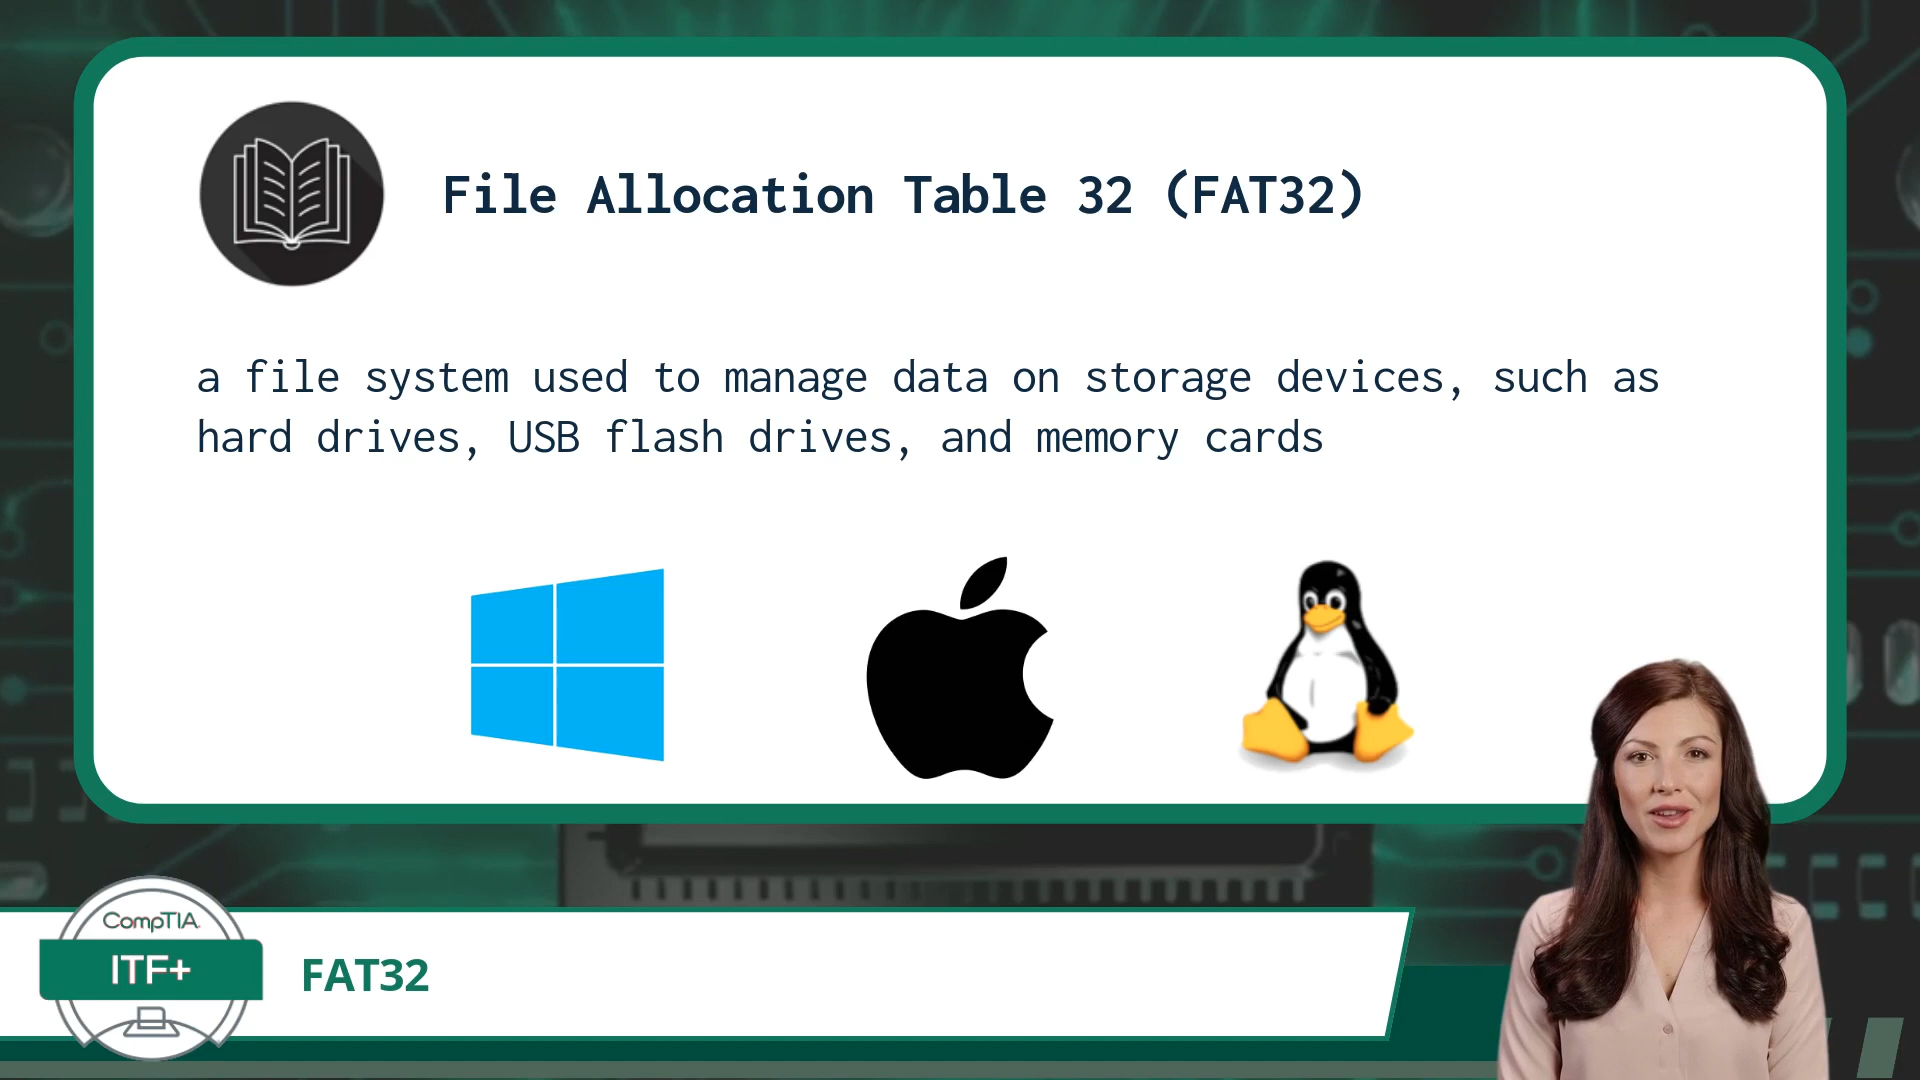 File Allocation Table 32 (FAT32)
a file system used to manage data on storage devices, such as
hard drives, USB flash drives, and memory cards
CompTIA.
ITF+
FAT32